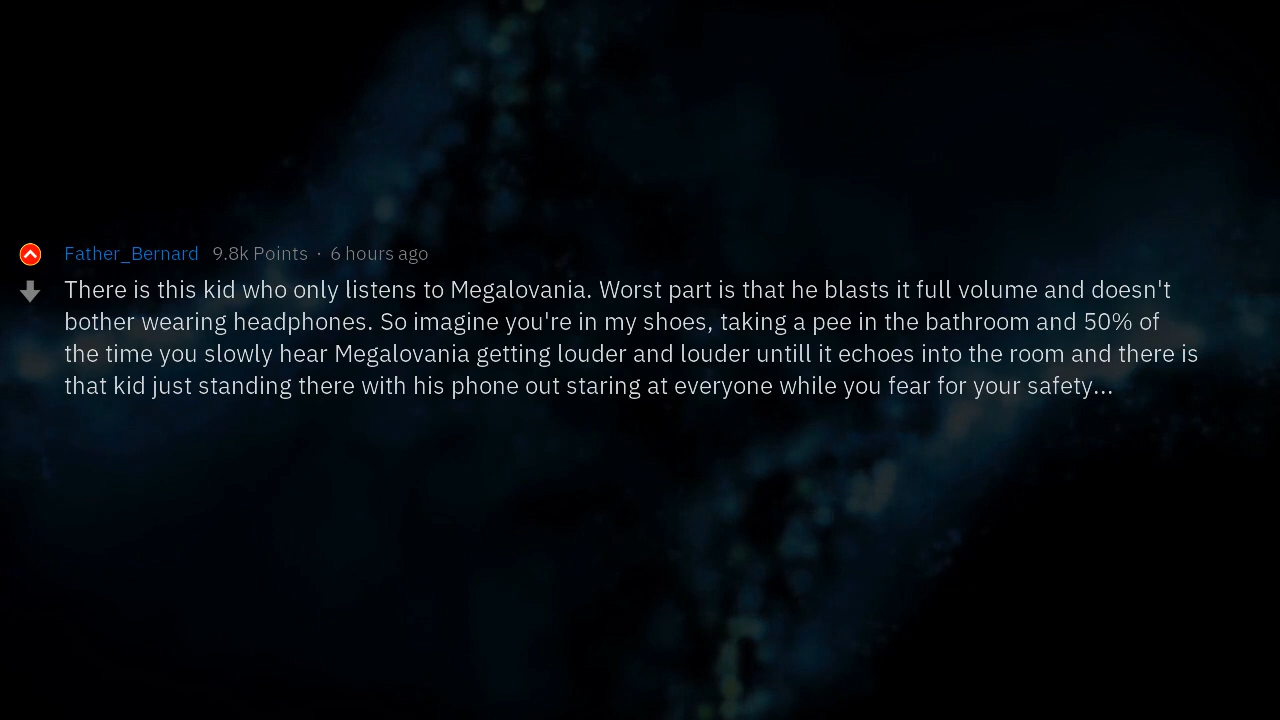 Father_Bernard 9.8k Points · 6 hours ago
There is this kid who only listens to Megalovania. Worst part is that he blasts it full volume and doesn't
bother wearing headphones. So imagine you're in my shoes, taking a pee in the bathroom and 50% of
the time you slowly hear Megalovania getting louder and louder untill it echoes into the room and there is
that kid just standing there with his phone out staring at everyone while you fear for your safety...